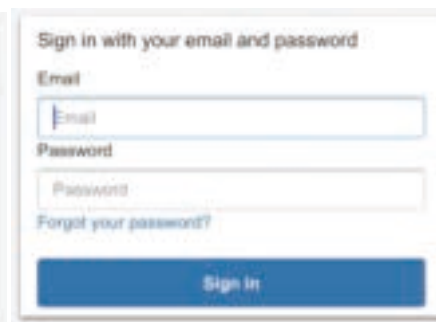 Sign in with your email and password
Email
Email
Password
Password
Forgot your password?
Sign in